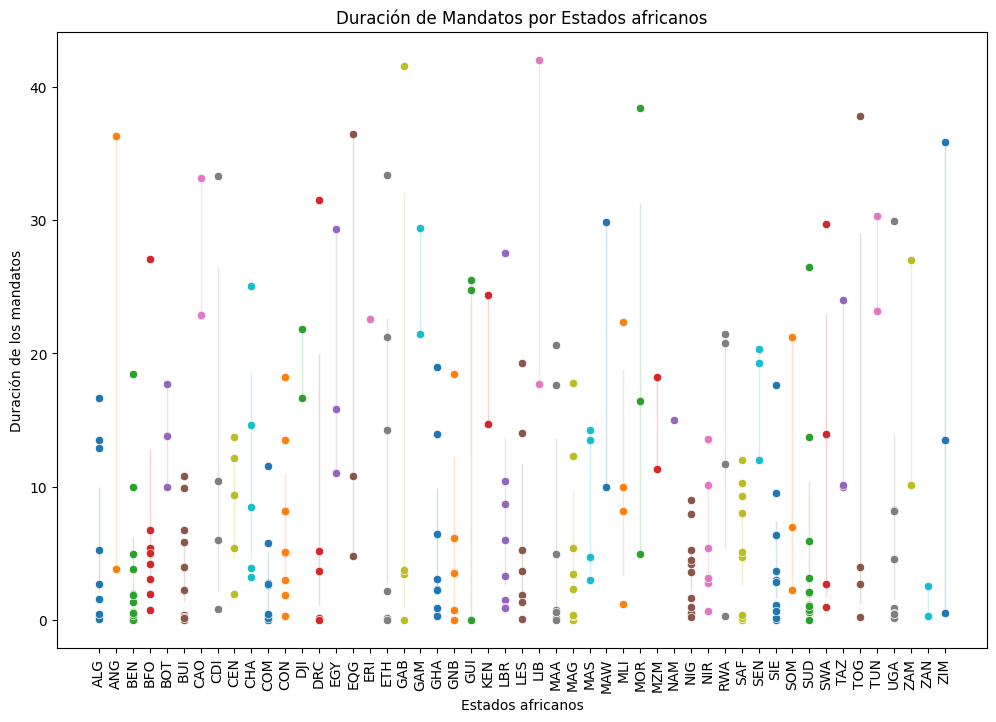 Duración de Mandatos por Estados africanos
Duración de los mandatos
40
30
20
10
0
ALG
ANG
BEN
BFO
BOT
BUI
CAO
CDI
CEN
CHA
COM
CON
DJI
DRC
EGY
EQG
ERI
ETH
GAB
GAM
GHA
GNB
GUI
KEN
LBR
LES
LIB
MAA
MAG
MAS
MAW
MLI
MOR
MZM
NAM
NIG
NIR
RWA
SAF
SEN
SIE
SOM
SUD
SWA
TAZ
TOG
TUN
UGA
ZAM
ZAN
ZIM
Estados africanos